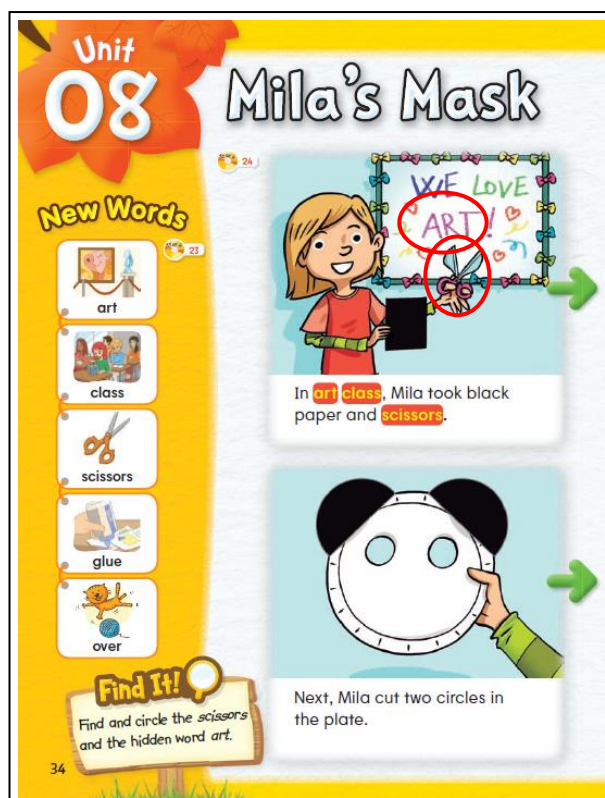 Unit
08
Mila's Mask
24
New Words
23
art
class
scissors
glue
over
WE LOVE
ART!
In art class, Mila took black
paper and scissors.
Next, Mila cut two circles in
the plate.
Find It!
Find and circle the scissors
and the hidden word art.
34